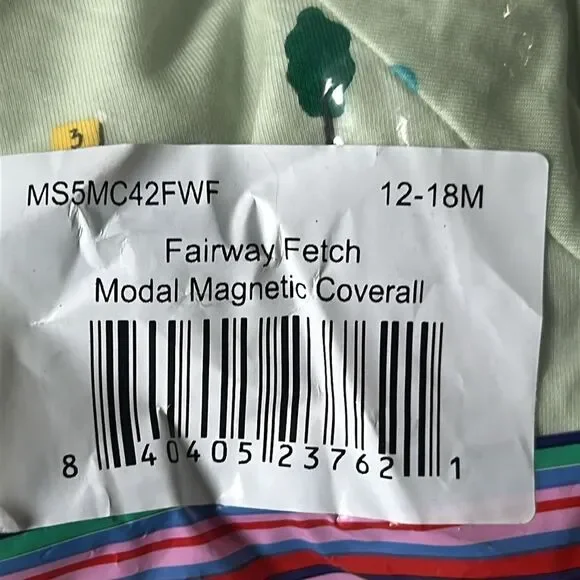 3
MS5MC42FWF 12-18M
Fairway Fetch
Modal Magnetic Coverall
8 40405 23762 1